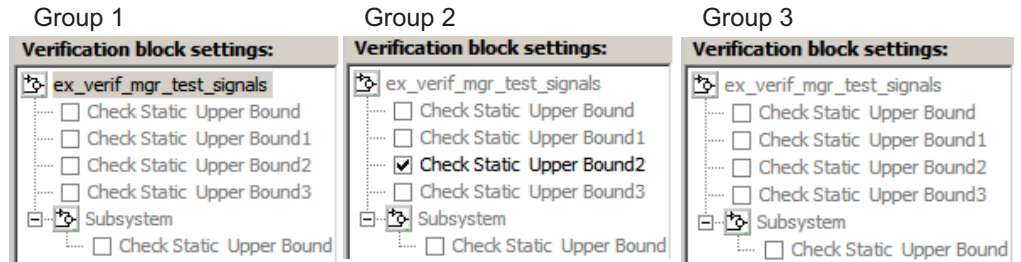 Group 1
Verification block settings:
ex_verif_mgr_test_signals
Check Static Upper Bound
Check Static Upper Bound1
Check Static Upper Bound2
Check Static Upper Bound3
Subsystem
Check Static Upper Bound
Group 2
Verification block settings:
ex_verif_mgr_test_signals
Check Static Upper Bound
Check Static Upper Bound1
Check Static Upper Bound2
Check Static Upper Bound3
Subsystem
Check Static Upper Bound
Group 3
Verification block settings:
ex_verif_mgr_test_signals
Check Static Upper Bound
Check Static Upper Bound1
Check Static Upper Bound2
Check Static Upper Bound3
Subsystem
Check Static Upper Bound